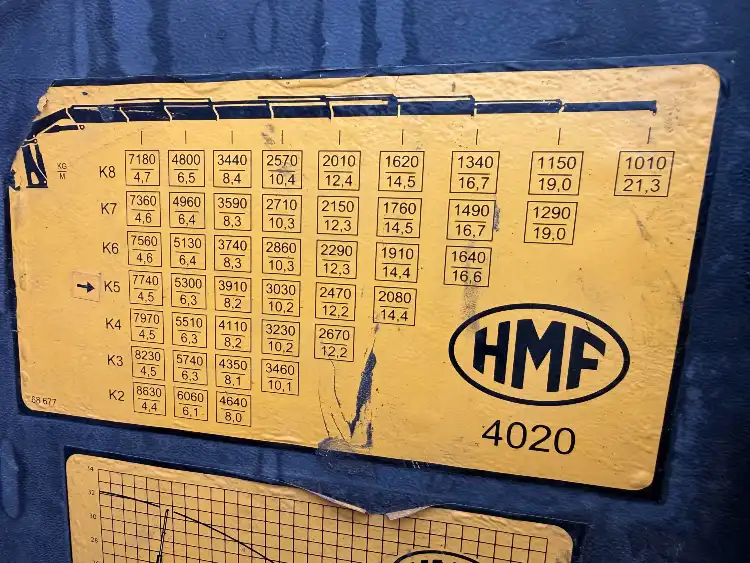 KG
M
K8 7180 4800 3440 2570 2010 1620 1340 1150 1010
4,7 6,5 8,4 10,4 12,4 14,5 16,7 19,0 21,3
K7 7360 4960 3590 2710 2150 1760 1490 1290
4,6 6,4 8,3 10,3 12,3 14,5 16,7 19,0
K6 7560 5130 3740 2860 2290 1910 1640
4,6 6,4 8,3 10,3 12,3 14,4 16,6
→ K5 7740 5300 3910 3030 2470 2080
4,5 6,3 8,2 10,2 12,2 14,4
K4 7970 5510 4110 3230 2670
4,5 6,3 8,2 10,2 12,2
K3 8230 5740 4350 3460
4,5 6,3 8,1 10,1
K2 8630 6060 4640
4,4 6,1 8,0
HMF
4020
34
32
30
28
HMF